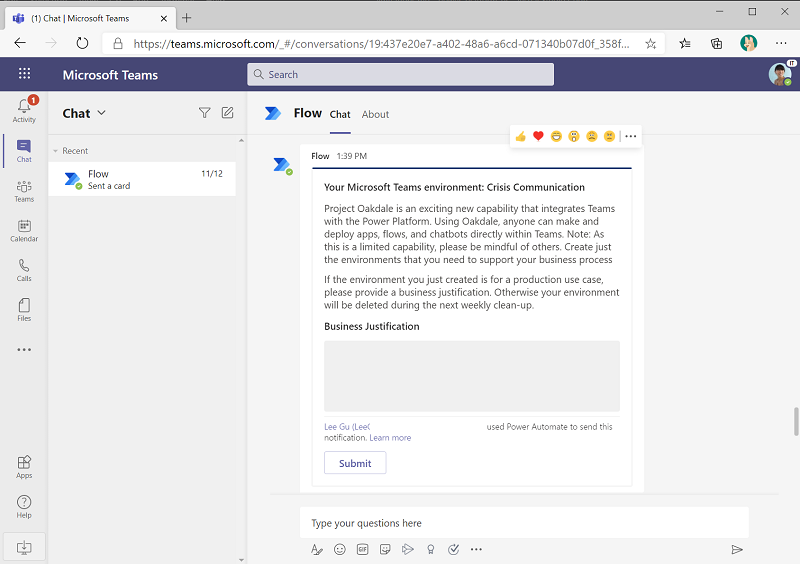 (1) Chat | Microsoft Teams
https://teams.microsoft.com/_#/conversations/19:437e20e7-a402-48a6-a6cd-071340b07d0f_358f...
Microsoft Teams
Search
IT
1
Activity
Chat
Teams
Calendar
Calls
Files
Apps
Help
Chat
Recent
Flow
11/12
Sent a card
Flow Chat About
Flow 1:39 PM
Your Microsoft Teams environment: Crisis Communication
Project Oakdale is an exciting new capability that integrates Teams
with the Power Platform. Using Oakdale, anyone can make and
deploy apps, flows, and chatbots directly within Teams. Note: As
this is a limited capability, please be mindful of others. Create just
the environments that you need to support your business process
If the environment you just created is for a production use case,
please provide a business justification. Otherwise your environment
will be deleted during the next weekly clean-up.
Business Justification
Lee Gu (Lee used Power Automate to send this
notification. Learn more
Submit
Type your questions here
GIF